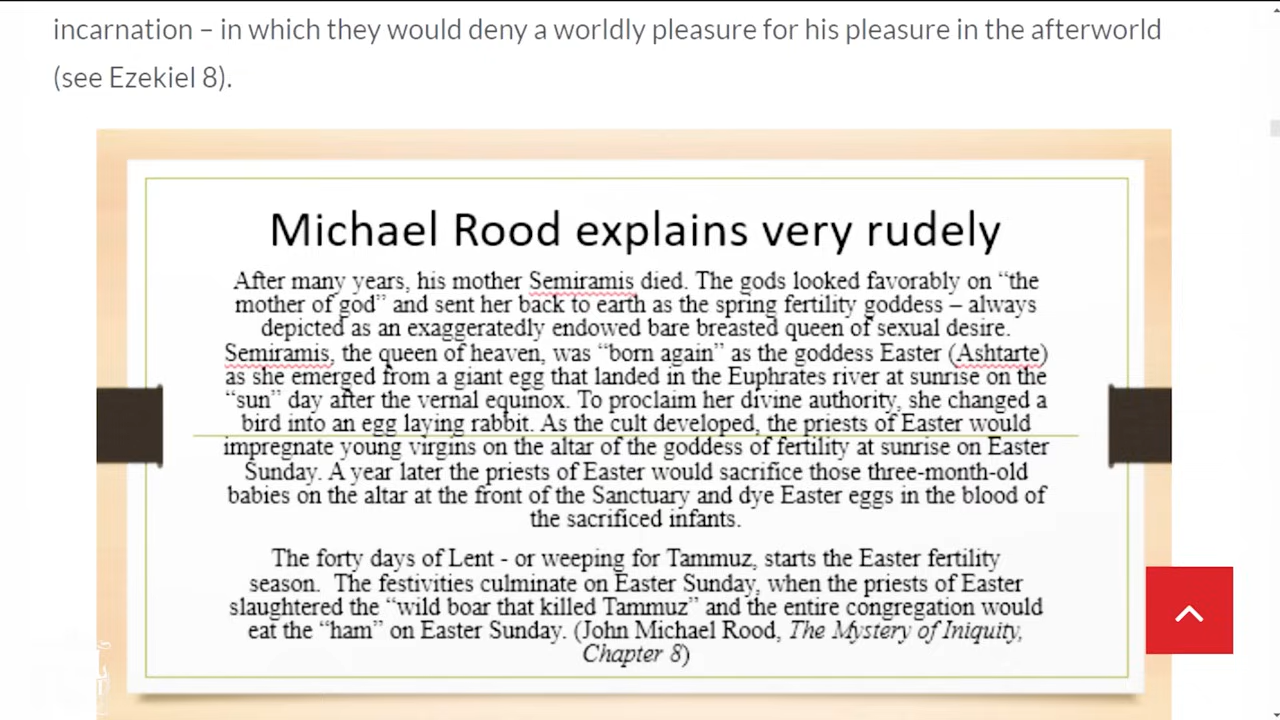 incarnation – in which they would deny a worldly pleasure for his pleasure in the afterworld
(see Ezekiel 8).
Michael Rood explains very rudely
After many years, his mother Semiramis died. The gods looked favorably on “the
mother of god” and sent her back to earth as the spring fertility goddess – always
depicted as an exaggeratedly endowed bare breasted queen of sexual desire.
Semiramis, the queen of heaven, was “born again” as the goddess Easter (Ashtarte)
as she emerged from a giant egg that landed in the Euphrates river at sunrise on the
“sun” day after the vernal equinox. To proclaim her divine authority, she changed a
bird into an egg laying rabbit. As the cult developed, the priests of Easter would
impregnate young virgins on the altar of the goddess of fertility at sunrise on Easter
Sunday. A year later the priests of Easter would sacrifice those three-month-old
babies on the altar at the front of the Sanctuary and dye Easter eggs in the blood of
the sacrificed infants.
The forty days of Lent - or weeping for Tammuz, starts the Easter fertility
season. The festivities culminate on Easter Sunday, when the priests of Easter
slaughtered the “wild boar that killed Tammuz” and the entire congregation would
eat the “ham” on Easter Sunday. (John Michael Rood, The Mystery of Iniquity,
Chapter 8)